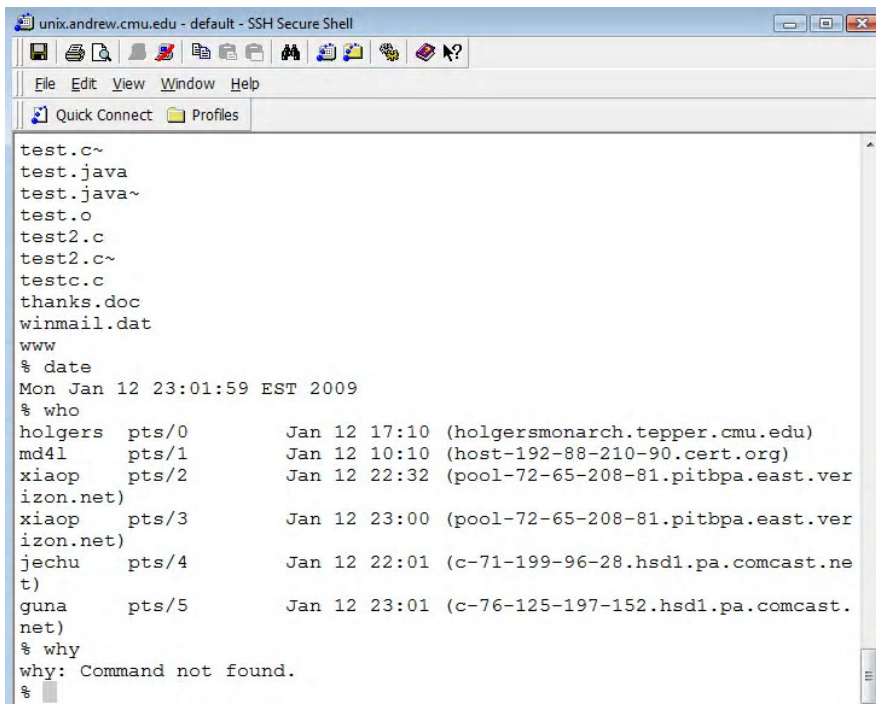 unix.andrew.cmu.edu - default - SSH Secure Shell
File Edit View Window Help
Quick Connect Profiles
test.c~
test.java
test.java~
test.o
test2.c
test2.c~
testc.c
thanks.doc
winmail.dat
www
% date
Mon Jan 12 23:01:59 EST 2009
% who
holgers pts/0 Jan 12 17:10 (holgersmonarch.tepper.cmu.edu)
md4l pts/1 Jan 12 10:10 (host-192-88-210-90.cert.org)
xiaop pts/2 Jan 12 22:32 (pool-72-65-208-81.pitbpa.east.ver
izon.net)
xiaop pts/3 Jan 12 23:00 (pool-72-65-208-81.pitbpa.east.ver
izon.net)
jechu pts/4 Jan 12 22:01 (c-71-199-96-28.hsd1.pa.comcast.ne
t)
guna pts/5 Jan 12 23:01 (c-76-125-197-152.hsd1.pa.comcast.
net)
% why
why: Command not found.
%